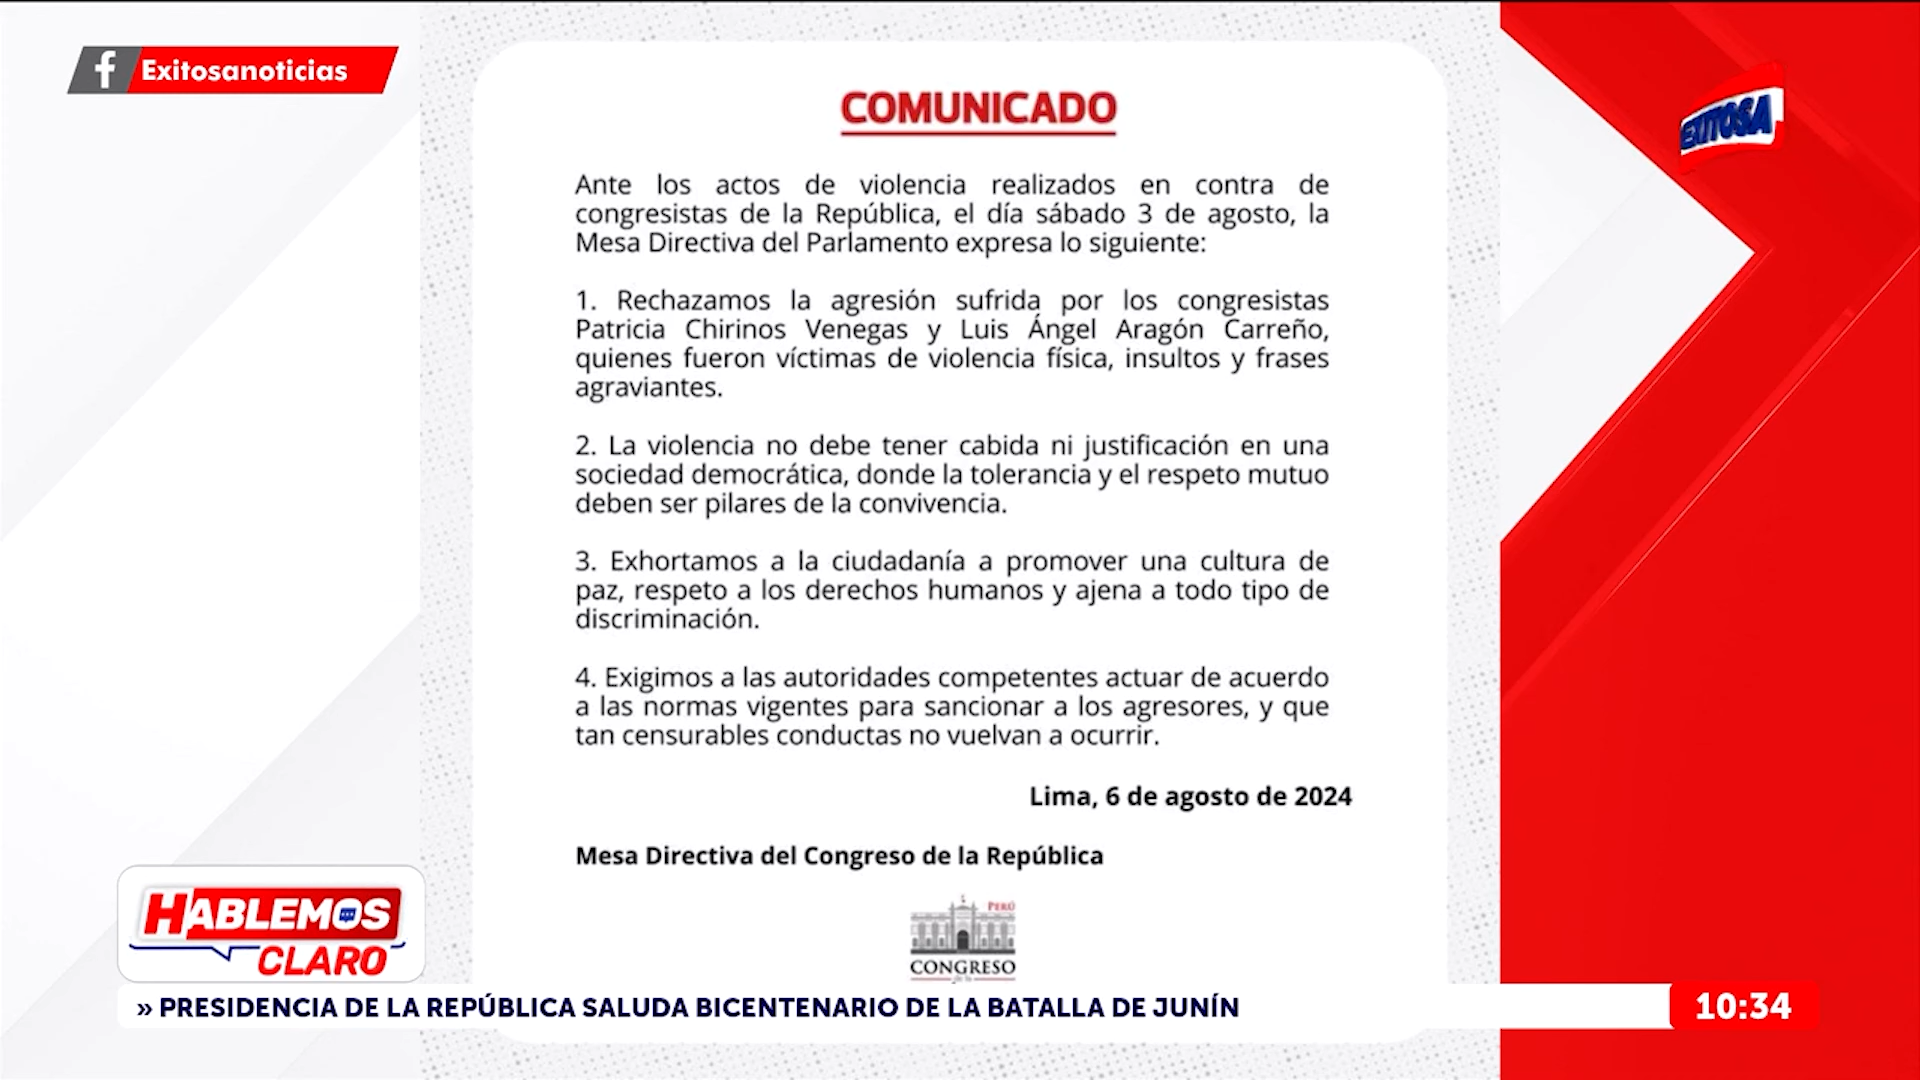 Exitosanoticias
EXITOSA
COMUNICADO
Ante los actos de violencia realizados en contra de
congresistas de la República, el día sábado 3 de agosto, la
Mesa Directiva del Parlamento expresa lo siguiente:
1. Rechazamos la agresión sufrida por los congresistas
Patricia Chirinos Venegas y Luis Ángel Aragón Carreño,
quienes fueron víctimas de violencia física, insultos y frases
agraviantes.
2. La violencia no debe tener cabida ni justificación en una
sociedad democrática, donde la tolerancia y el respeto mutuo
deben ser pilares de la convivencia.
3. Exhortamos a la ciudadanía a promover una cultura de
paz, respeto a los derechos humanos y ajena a todo tipo de
discriminación.
4. Exigimos a las autoridades competentes actuar de acuerdo
a las normas vigentes para sancionar a los agresores, y que
tan censurables conductas no vuelvan a ocurrir.
Lima, 6 de agosto de 2024
Mesa Directiva del Congreso de la República
PERÚ
CONGRESO
HABLEMOS
CLARO
» PRESIDENCIA DE LA REPÚBLICA SALUDA BICENTENARIO DE LA BATALLA DE JUNÍN
10:34